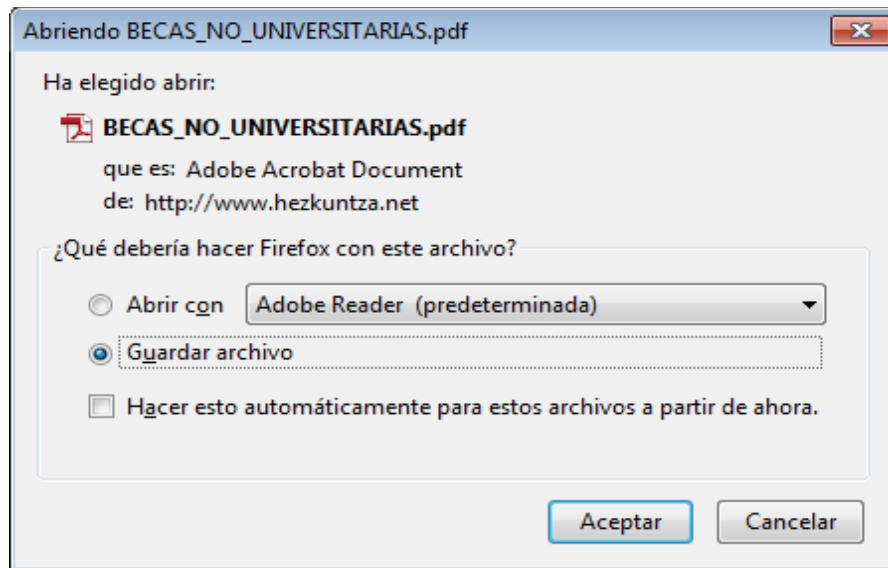 Abriendo BECAS_NO_UNIVERSITARIAS.pdf
Ha elegido abrir:
BECAS_NO_UNIVERSITARIAS.pdf
que es: Adobe Acrobat Document
de: http://www.hezkuntza.net
¿Qué debería hacer Firefox con este archivo?
Abrir con Adobe Reader (predeterminada)
Guardar archivo
Hacer esto automáticamente para estos archivos a partir de ahora.
Aceptar Cancelar